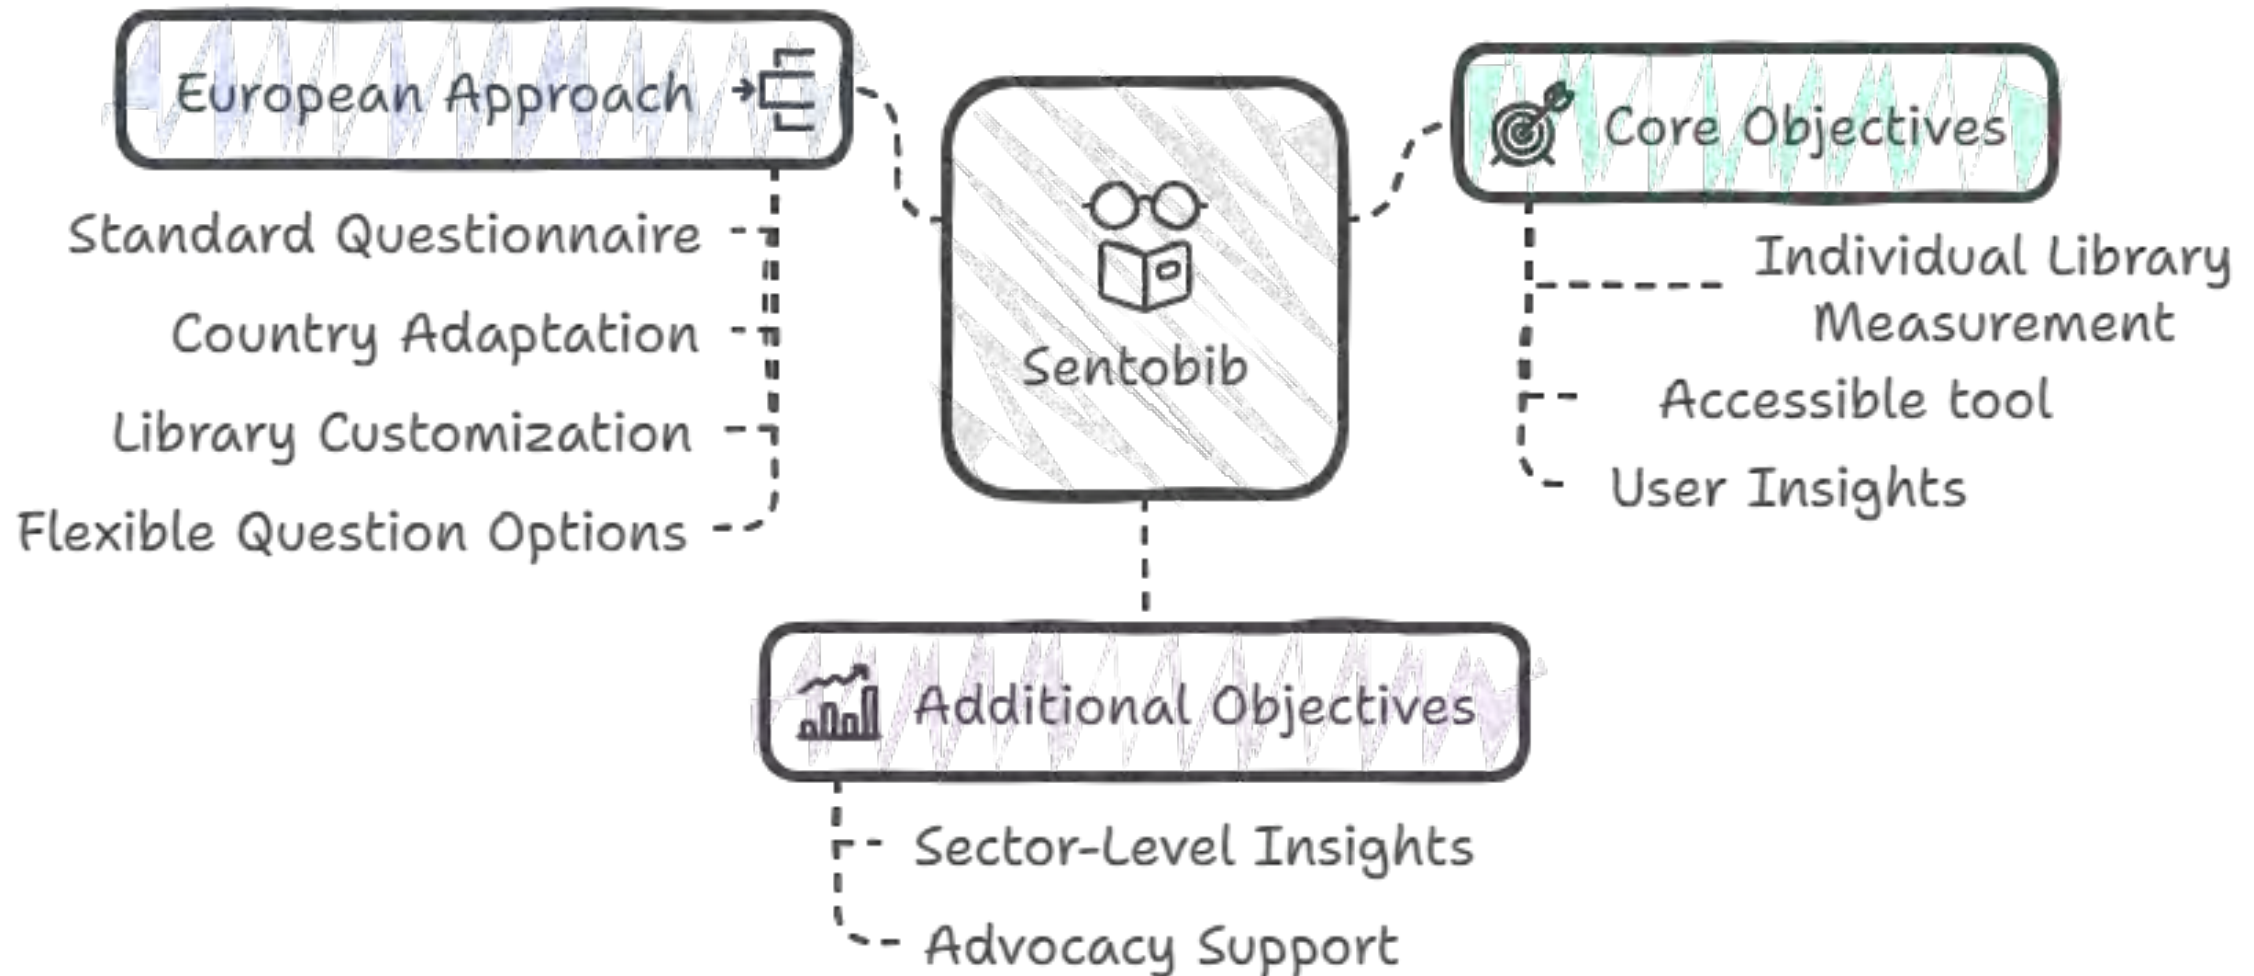 European Approach
Standard Questionnaire
Country Adaptation
Library Customization
Flexible Question Options
Sentobib
Core Objectives
Individual Library
Measurement
Accessible tool
User Insights
Additional Objectives
Sector-Level Insights
Advocacy Support